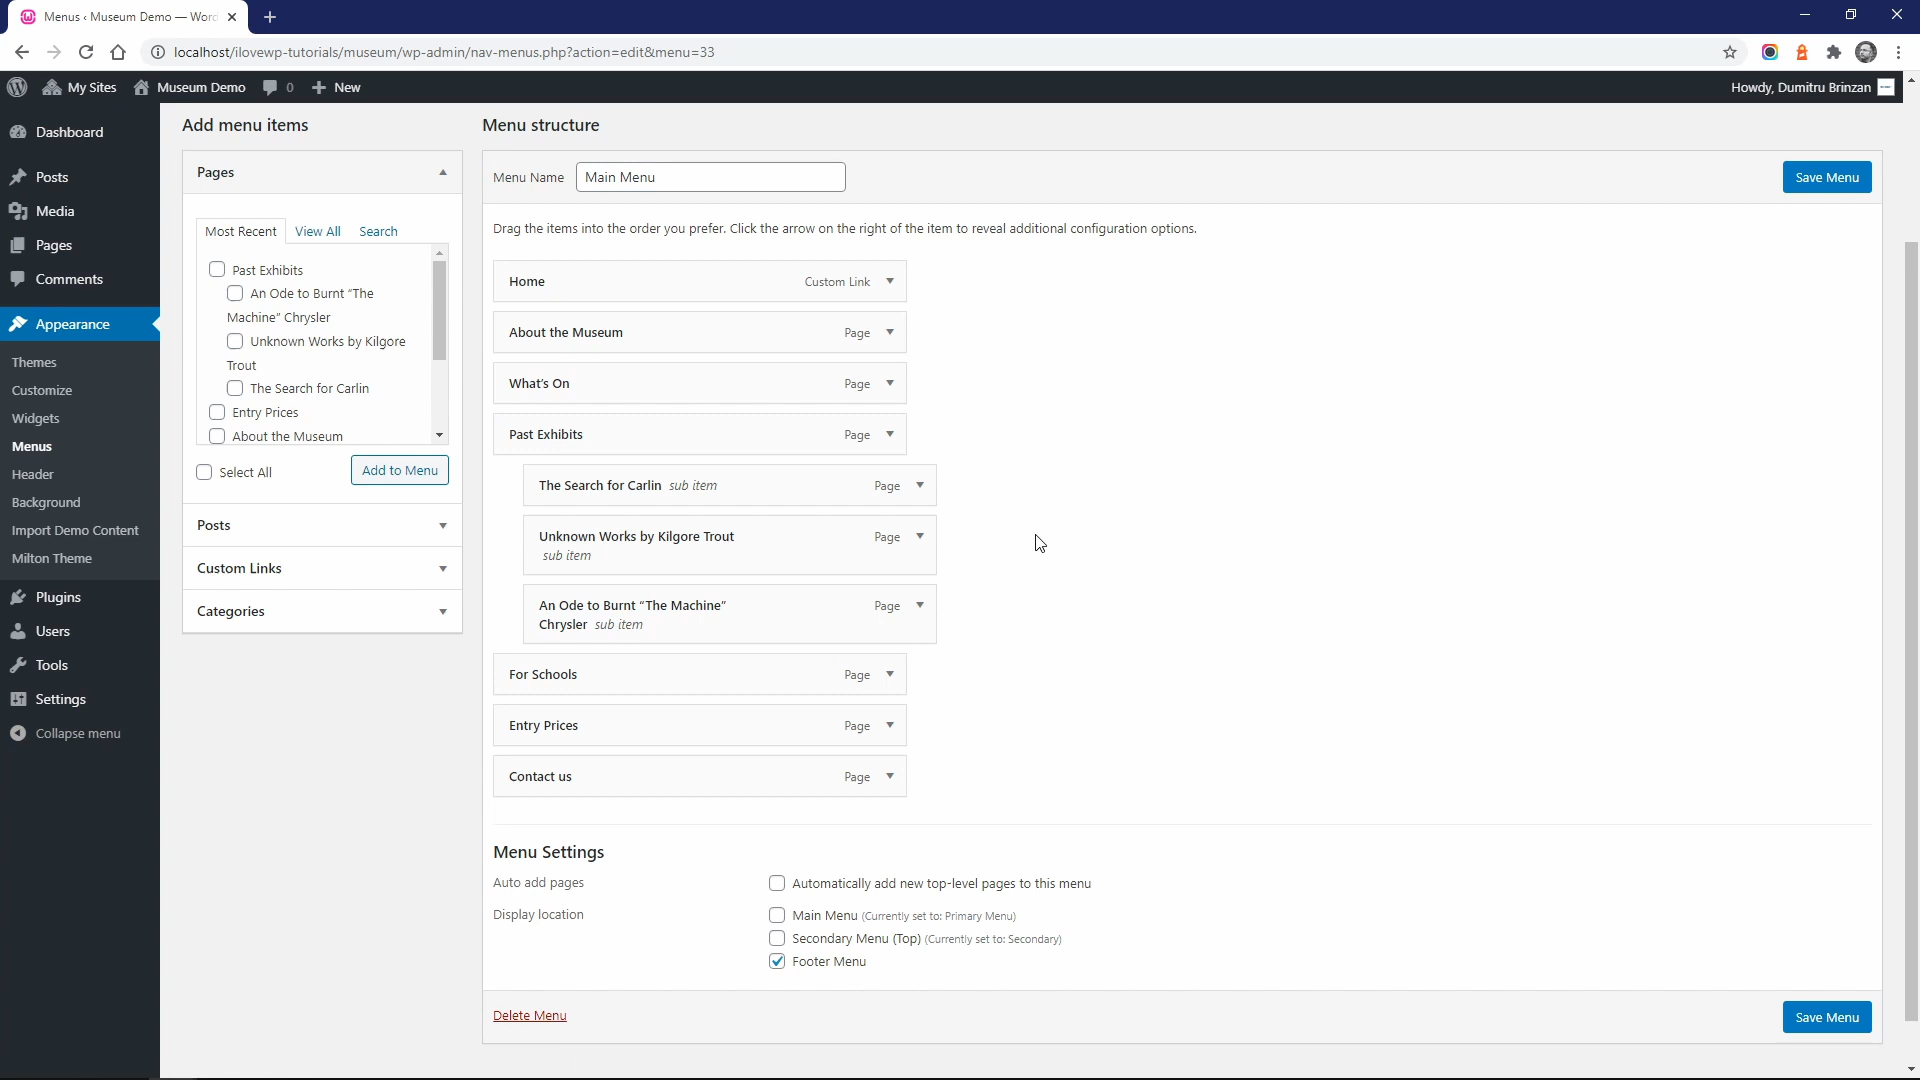 Menus ‹ Museum Demo — Word
localhost/ilovewp-tutorials/museum/wp-admin/nav-menus.php?action=edit&menu=33
My Sites Museum Demo 0 New Howdy, Dumitru Brinzan
Dashboard
Posts
Media
Pages
Comments
Appearance
Themes
Customize
Widgets
Menus
Header
Background
Import Demo Content
Milton Theme
Plugins
Users
Tools
Settings
Collapse menu
Add menu items
Pages
Most Recent View All Search
Past Exhibits
An Ode to Burnt “The
Machine” Chrysler
Unknown Works by Kilgore
Trout
The Search for Carlin
Entry Prices
About the Museum
Select All Add to Menu
Posts
Custom Links
Categories
Menu structure
Menu Name Main Menu Save Menu
Drag the items into the order you prefer. Click the arrow on the right of the item to reveal additional configuration options.
Home Custom Link
About the Museum Page
What’s On Page
Past Exhibits Page
The Search for Carlin sub item Page
Unknown Works by Kilgore Trout Page
sub item
An Ode to Burnt “The Machine” Page
Chrysler sub item
For Schools Page
Entry Prices Page
Contact us Page
Menu Settings
Auto add pages Automatically add new top-level pages to this menu
Display location Main Menu (Currently set to: Primary Menu)
Secondary Menu (Top) (Currently set to: Secondary)
Footer Menu
Delete Menu Save Menu